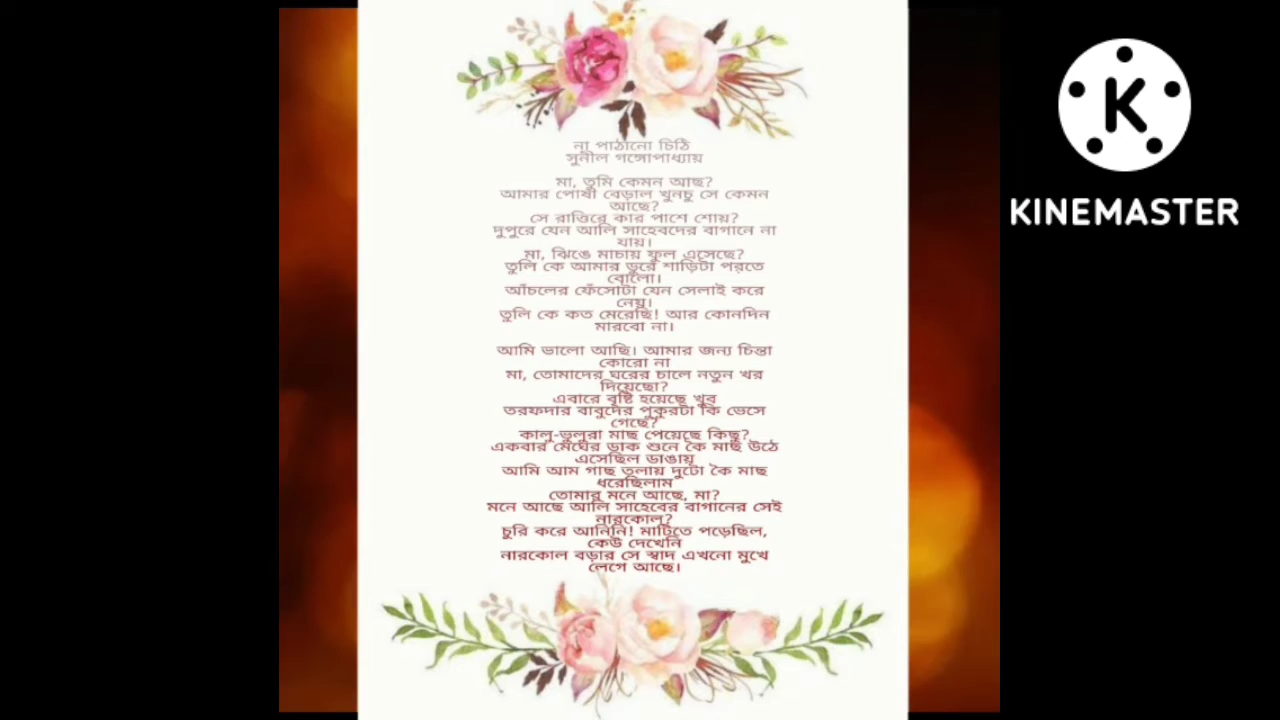 না পাঠানো চিঠি
সুনীল গঙ্গোপাধ্যায়
মা, তুমি কেমন আছ?
আমার পোষা বেড়াল খুনচু সে কেমন
আছে?
সে রাত্তিরে কার পাশে শোয়?
দুপুরে যেন আলি সাহেবদের বাগানে না
যায়।
মা, ঝিঙে মাচায় ফুল এসেছে?
তুলি কে আমার ডুরে শাড়িটা পরতে
বোলো।
আঁচলের ফেঁসোটা যেন সেলাই করে
নেয়।
তুলি কে কত মেরেছি! আর কোনদিন
মারবো না।
আমি ভালো আছি। আমার জন্য চিন্তা
কোরো না
মা, তোমাদের ঘরের চালে নতুন খর
দিয়েছো?
এবারে বৃষ্টি হয়েছে খুব
তরফদার বাবুদের পুকুরটা কি ভেসে
গেছে?
কালু-ভুলুরা মাছ পেয়েছে কিছু?
একবার মেঘের ডাক শুনে কৈ মাছ উঠে
এসেছিল ডাঙায়
আমি আম গাছ তলায় দুটো কৈ মাছ
ধরেছিলাম
তোমার মনে আছে, মা?
মনে আছে আলি সাহেবের বাগানের সেই
নারকোল?
চুরি করে আনিনি! মাটিতে পড়েছিল,
কেউ দেখেনি
নারকোল বড়ার সে স্বাদ এখনো মুখে
লেগে আছে।
KINEMASTER